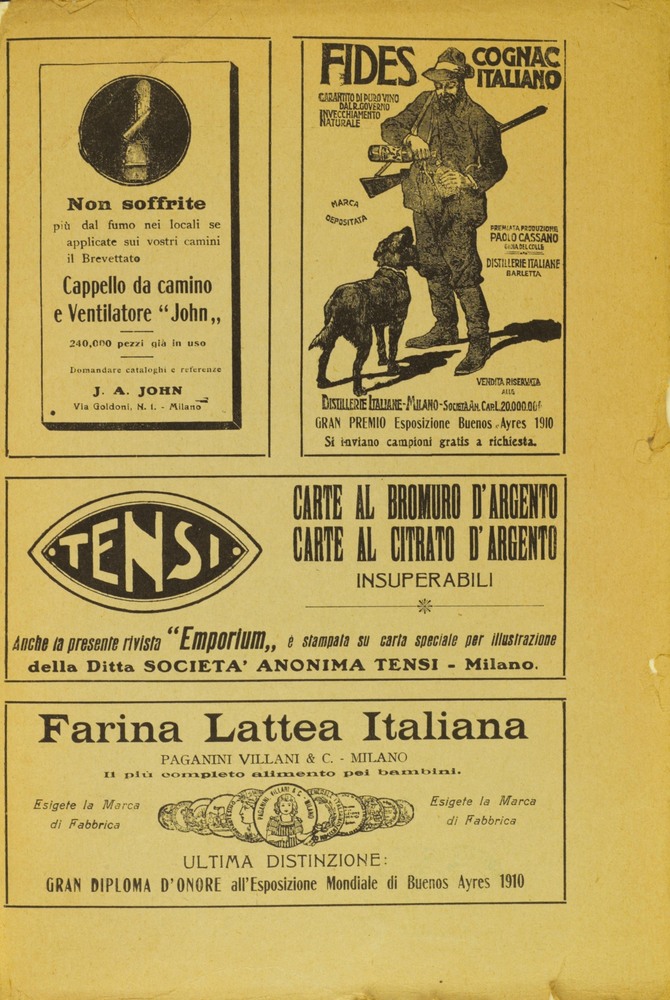 Non soffrite
più dal fumo nei locali se
applicate sui vostri camini
il Brevettato
Cappello da camino
e Ventilatore “John„
240,000 pezzi già in uso
Domandare cataloghi e referenze
J. A. JOHN
Via Goldoni, N. 1. - Milano
FIDES COGNAC
ITALIANO
GARANTITO DI PURO VINO
DAL R. GOVERNO
INVECCHIAMENTO
NATURALE
MARCA
DEPOSITATA
PREMIATA PRODUZIONE
PAOLO CASSANO
GIOIA DEL COLLE
DISTILLERIE ITALIANE
BARLETTA
VENDITA RISERVATA
ALLE
DISTILLERIE ITALIANE - MILANO - SOCIETÀ AN. CAP. L. 20.000.000
GRAN PREMIO Esposizione Buenos Ayres 1910
Si inviano campioni gratis a richiesta.
TENSI
CARTE AL BROMURO D'ARGENTO
CARTE AL CITRATO D'ARGENTO
INSUPERABILI
Anche la presente rivista “Emporium„ è stampata su carta speciale per illustrazione
della Ditta SOCIETA' ANONIMA TENSI - Milano.
Farina Lattea Italiana
PAGANINI VILLANI & C. - MILANO
Il più completo alimento pei bambini.
Esigete la Marca
di Fabbrica
PAGANINI VILLANI & C. MILANO
Esigete la Marca
di Fabbrica
ULTIMA DISTINZIONE:
GRAN DIPLOMA D'ONORE all'Esposizione Mondiale di Buenos Ayres 1910